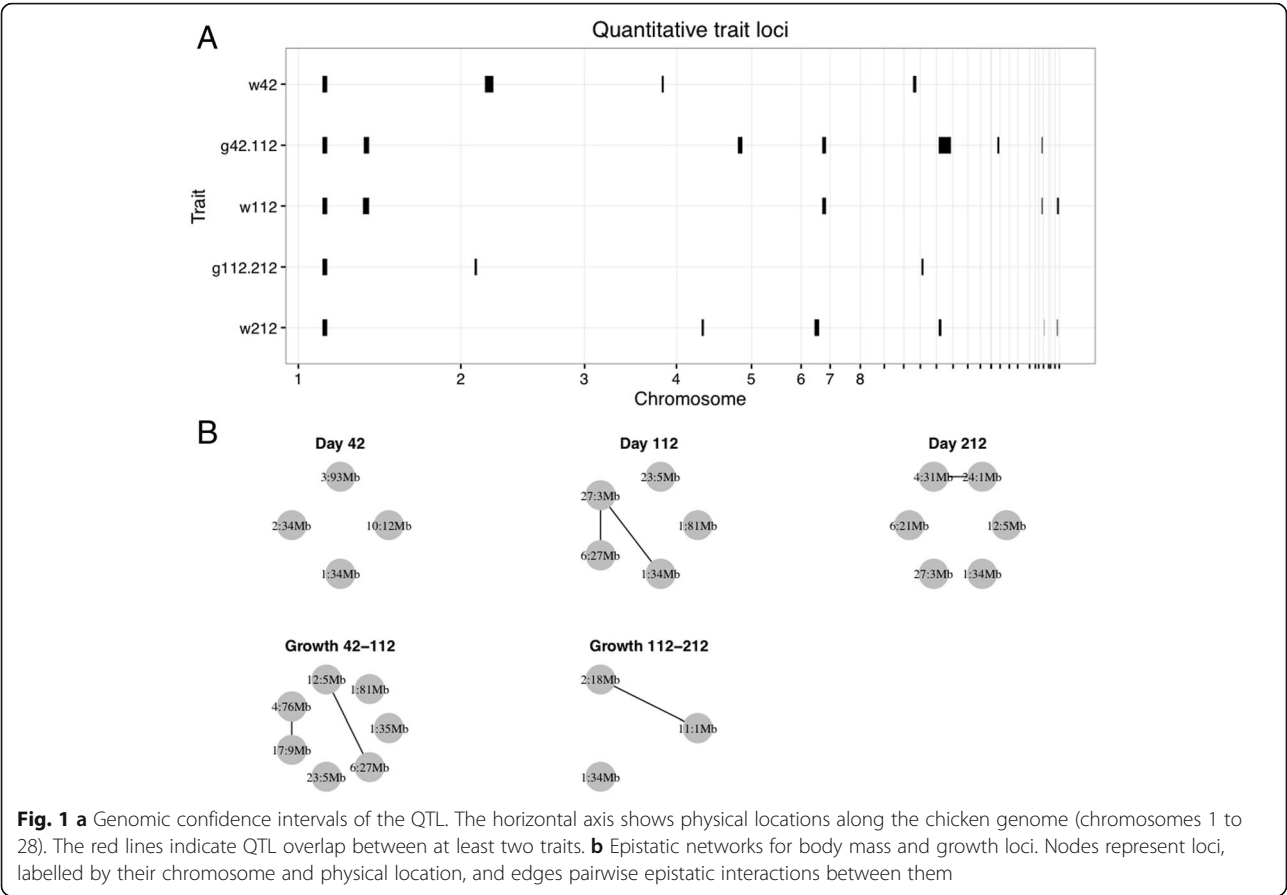 A
Quantitative trait loci
Trait
w42
g42.112
w112
g112.212
w212
1 2 3 4 5 6 7 8
Chromosome
B
Day 42
3:93Mb
2:34Mb
10:12Mb
1:34Mb
Day 112
23:5Mb
27:3Mb
1:81Mb
6:27Mb
1:34Mb
Day 212
4:31Mb
24:1Mb
6:21Mb
12:5Mb
27:3Mb
1:34Mb
Growth 42–112
12:5Mb
1:81Mb
4:76Mb
1:35Mb
17:9Mb
6:27Mb
23:5Mb
Growth 112–212
2:18Mb
11:1Mb
1:34Mb
Fig. 1 a Genomic confidence intervals of the QTL. The horizontal axis shows physical locations along the chicken genome (chromosomes 1 to
28). The red lines indicate QTL overlap between at least two traits. b Epistatic networks for body mass and growth loci. Nodes represent loci,
labelled by their chromosome and physical location, and edges pairwise epistatic interactions between them